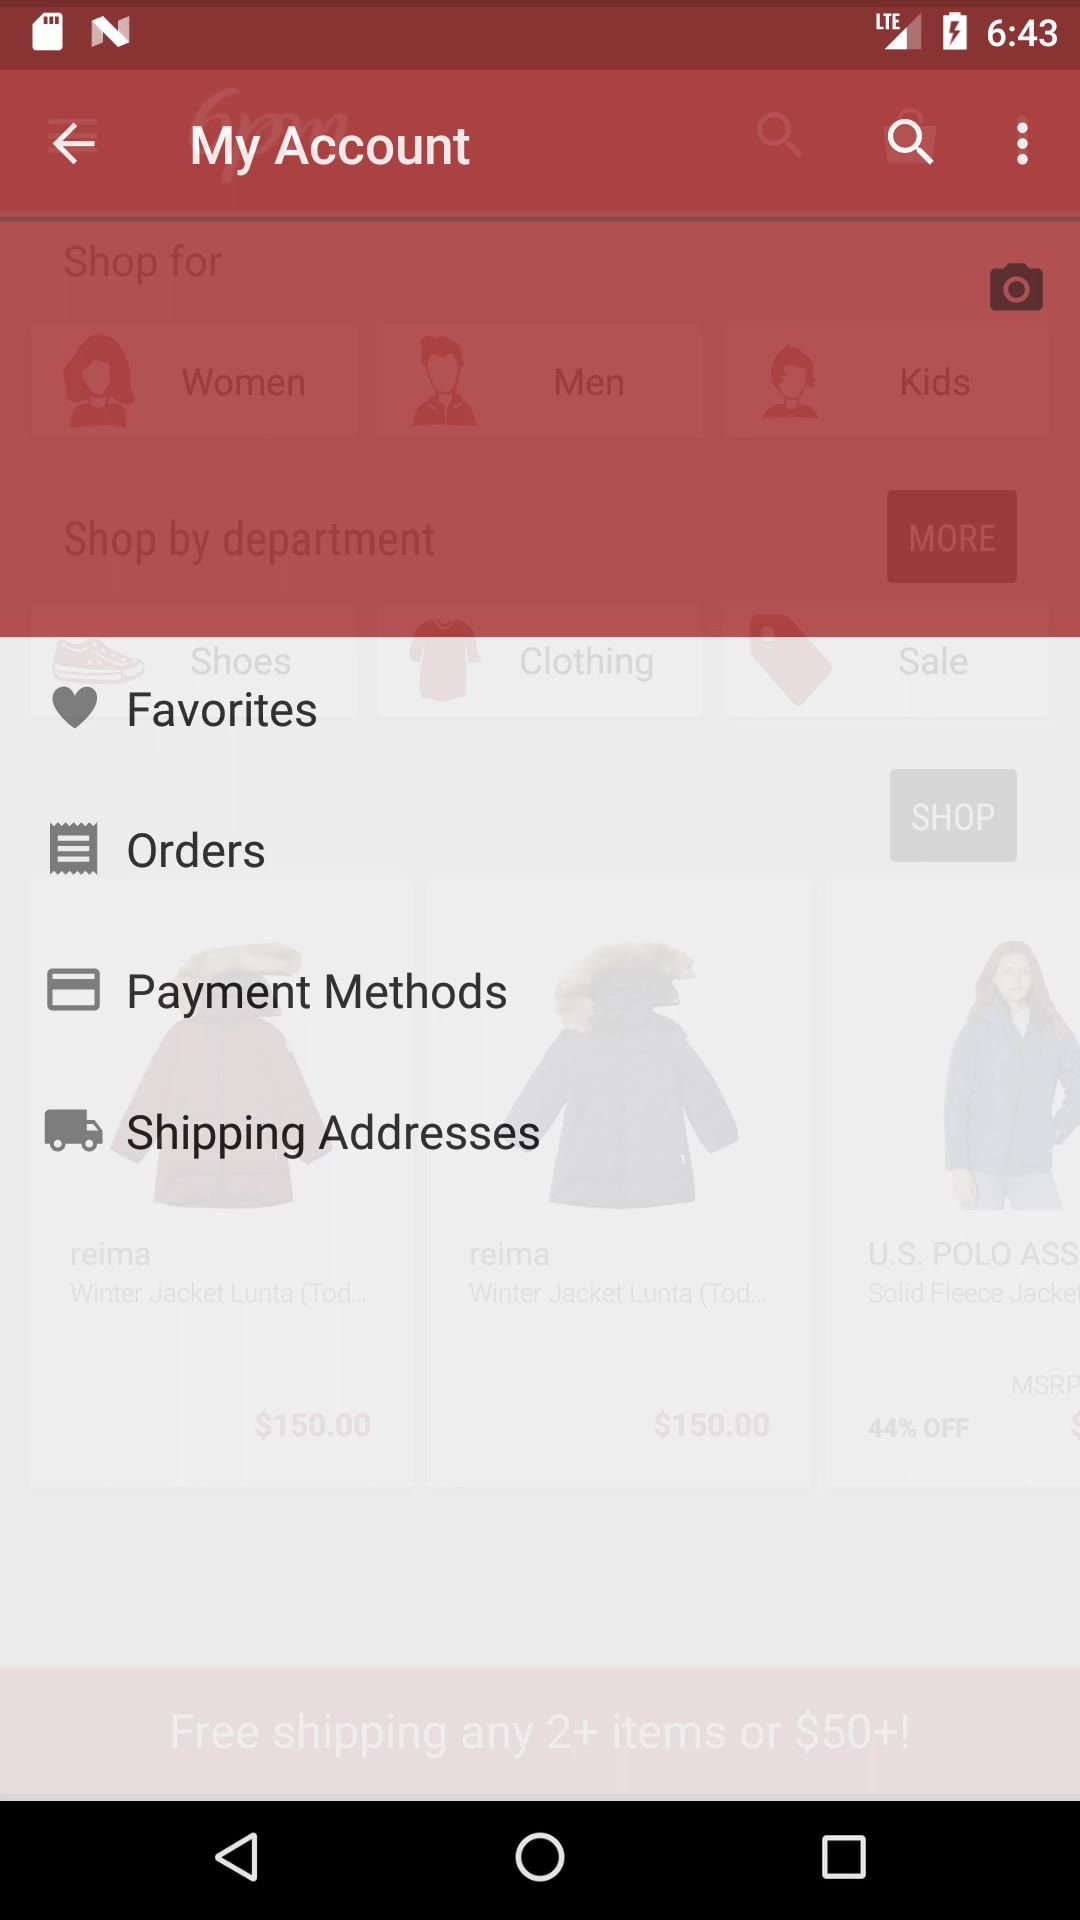 LTE 6:43
6pm
My Account
Shop for
Women Men Kids
Shop by department MORE
Shoes Clothing Sale
Favorites
SHOP
Orders
Payment Methods
Shipping Addresses
reima reima U.S. POLO ASS
Winter Jacket Lunta (Tod... Winter Jacket Lunta (Tod... Solid Fleece Jacket
MSRP
$150.00 $150.00 44% OFF $
Free shipping any 2+ items or $50+!